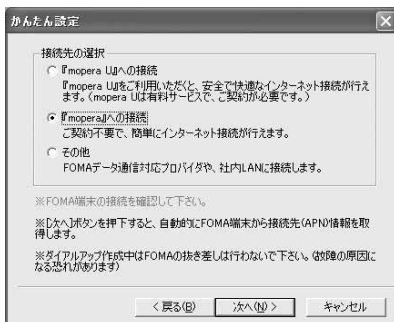 かんたん設定
接続先の選択
『mopera U』への接続
『mopera U』をご利用いただくと、安全で快適なインターネット接続が行え
ます。(mopera Uは有料サービスで、ご契約が必要です。)
『mopera』への接続
ご契約不要で、簡単にインターネット接続が行えます。
その他
FOMAデータ通信対応プロバイダや、社内LANに接続します。
※FOMA端末の接続を確認して下さい。
※[次へ]ボタンを押下すると、自動的にFOMA端末から接続先(APN)情報を取
得します。
※ダイアルアップ作成中はFOMAの抜き差しは行わないで下さい。(故障の原因に
なる恐れがあります)
< 戻る(B)
次へ(N) >
キャンセル